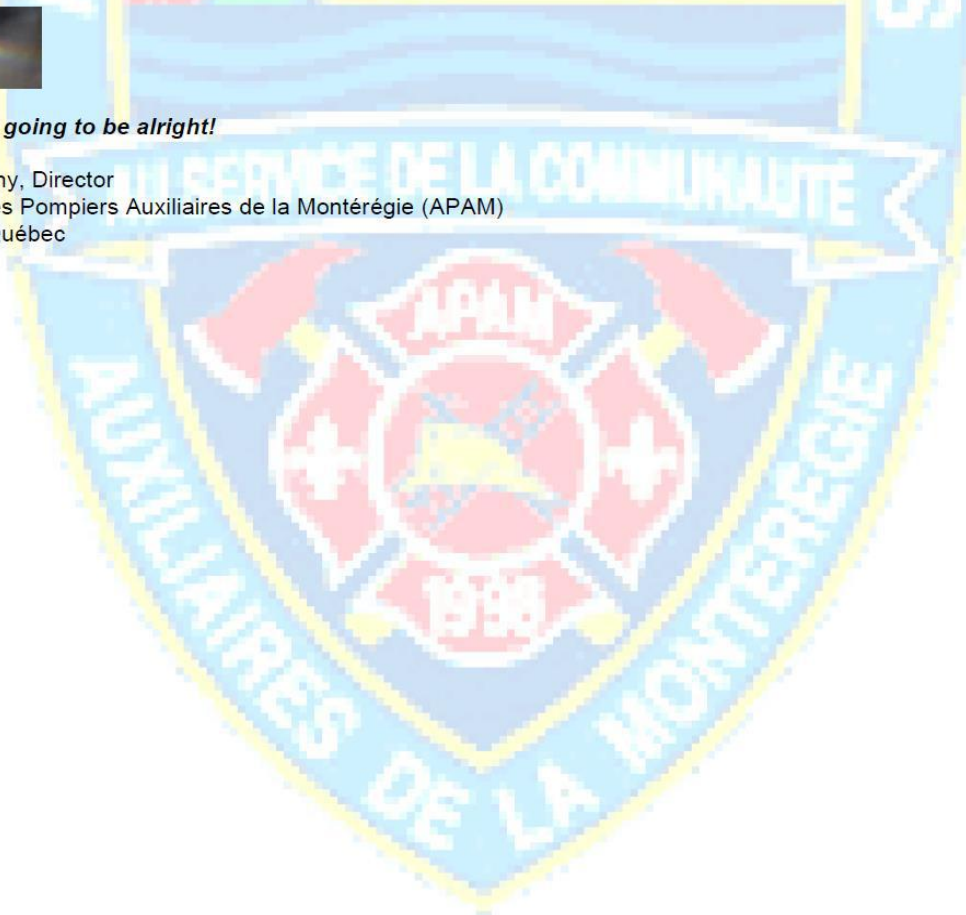 going to be alright!
ny, Director
es Pompiers Auxiliaires de la Montérégie (APAM)
uébec
AU SERVICE DE LA COMMUNAUTE
APAM
1998
AUXILIAIRES DE LA MONTEREGIE